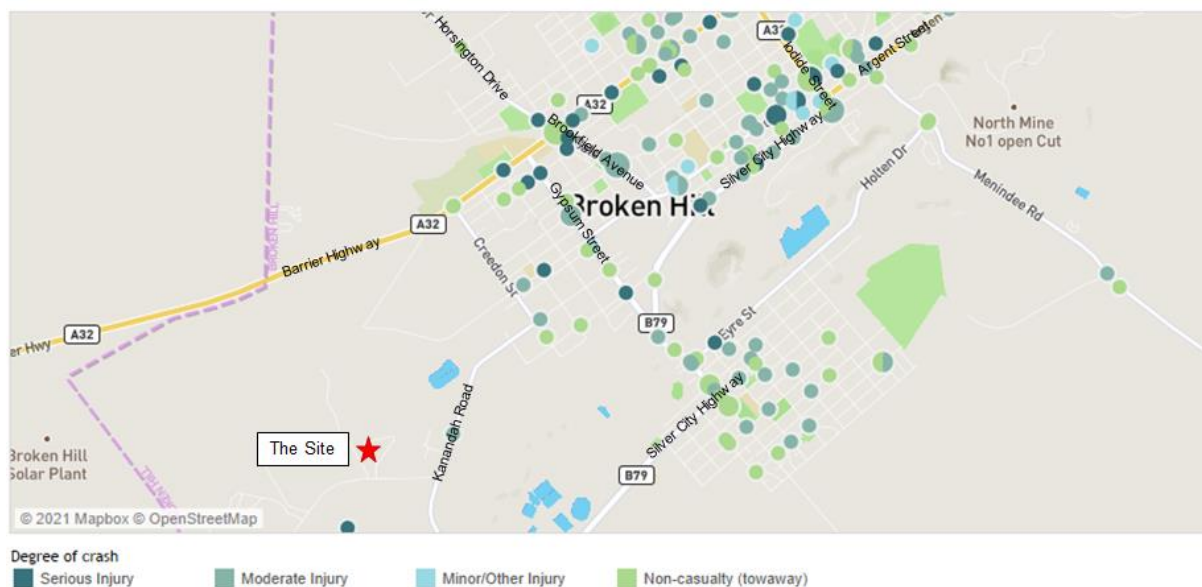 er Horsington Drive
A32
Iodide Street
Argent Street
Argen
A32
Brookfield Avenue
North Mine
No1 open Cut
Silver City Highway
Holten Dr
Menindee Rd
Broken Hill
BROKEN HILL
A32
Gypsum Street
Creedon St
Barrier Highway
A32
er Hwy
B79
Eyre St
Kanandah Road
Silver City Highway
The Site
Broken Hill
Solar Plant
B79
© 2021 Mapbox © OpenStreetMap
Degree of crash
Serious Injury
Moderate Injury
Minor/Other Injury
Non-casualty (towaway)